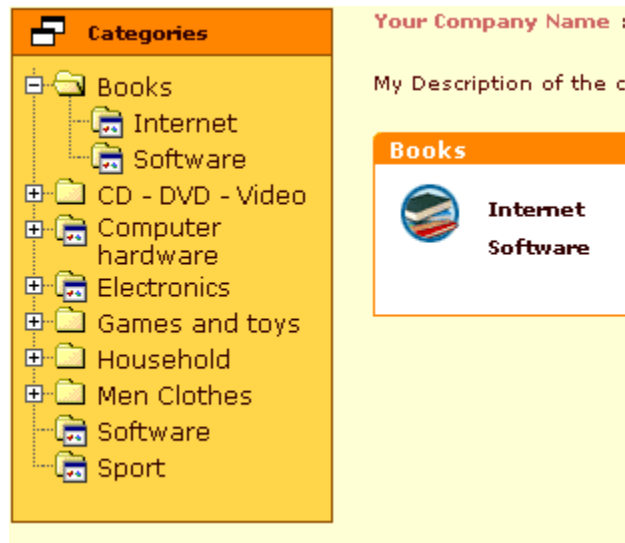 Categories
Books
Internet
Software
CD - DVD - Video
Computer
hardware
Electronics
Games and toys
Household
Men Clothes
Software
Sport
Your Company Name :
My Description of the
Books
Internet
Software